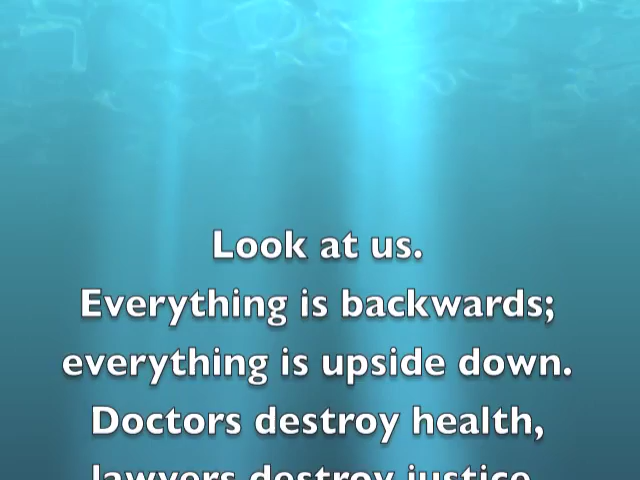 Look at us.
Everything is backwards;
everything is upside down.
Doctors destroy health,
lawyers destroy justice,